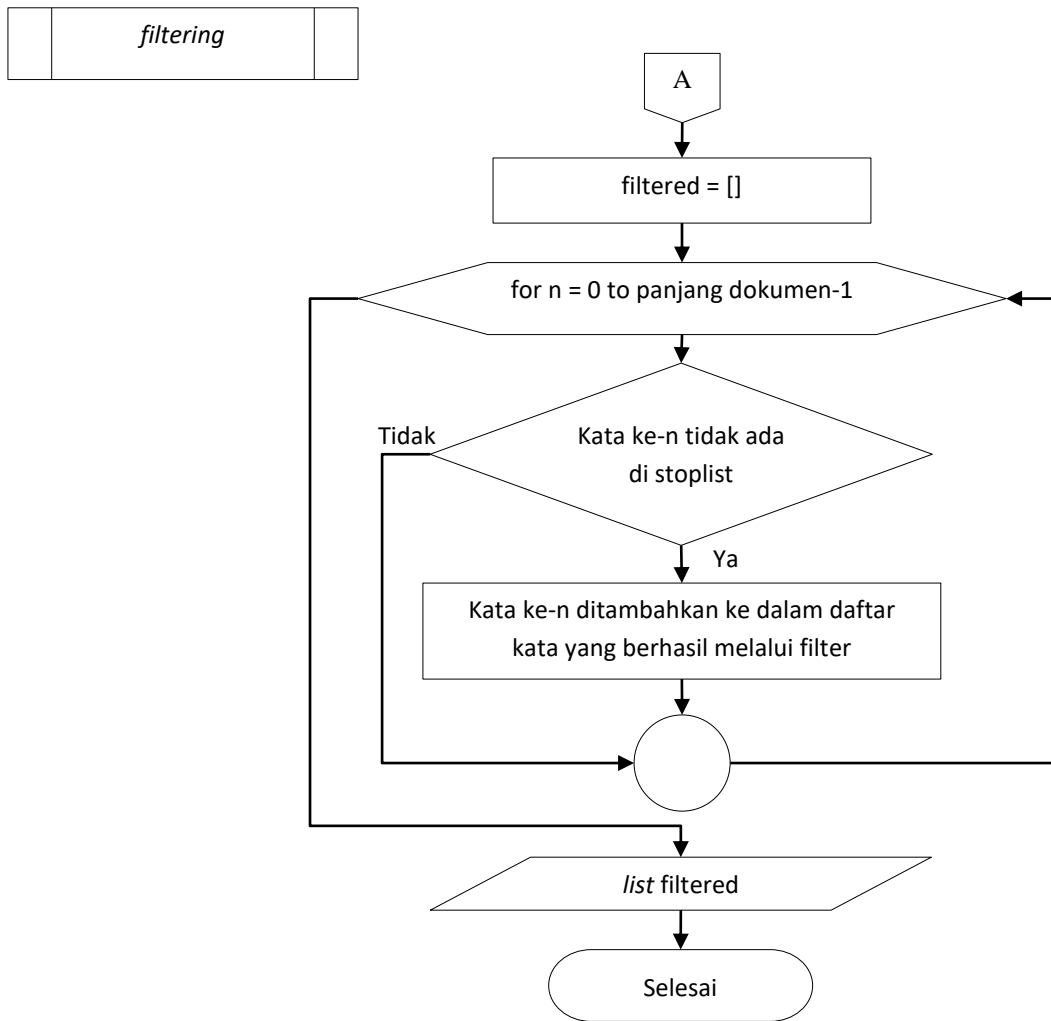 filtering
A
filtered = []
for n = 0 to panjang dokumen-1
Tidak
Kata ke-n tidak ada
di stoplist
Ya
Kata ke-n ditambahkan ke dalam daftar
kata yang berhasil melalui filter
list filtered
Selesai